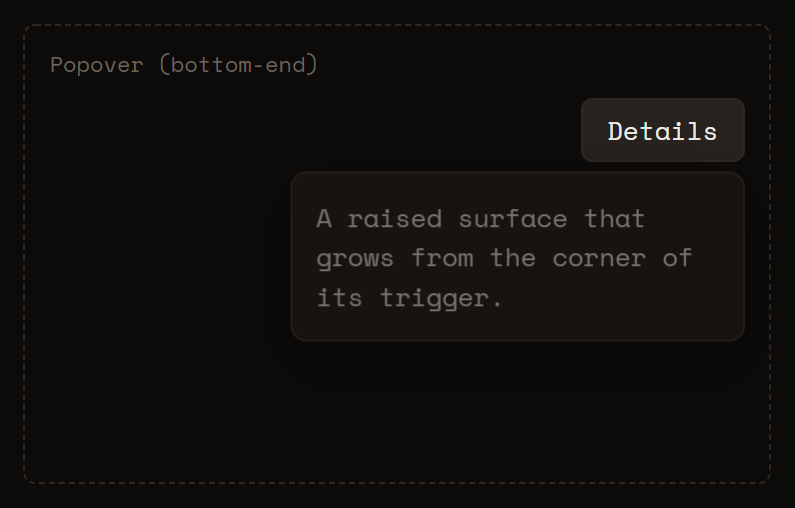 Popover (bottom-end)
Details
A raised surface that
grows from the corner of
its trigger.